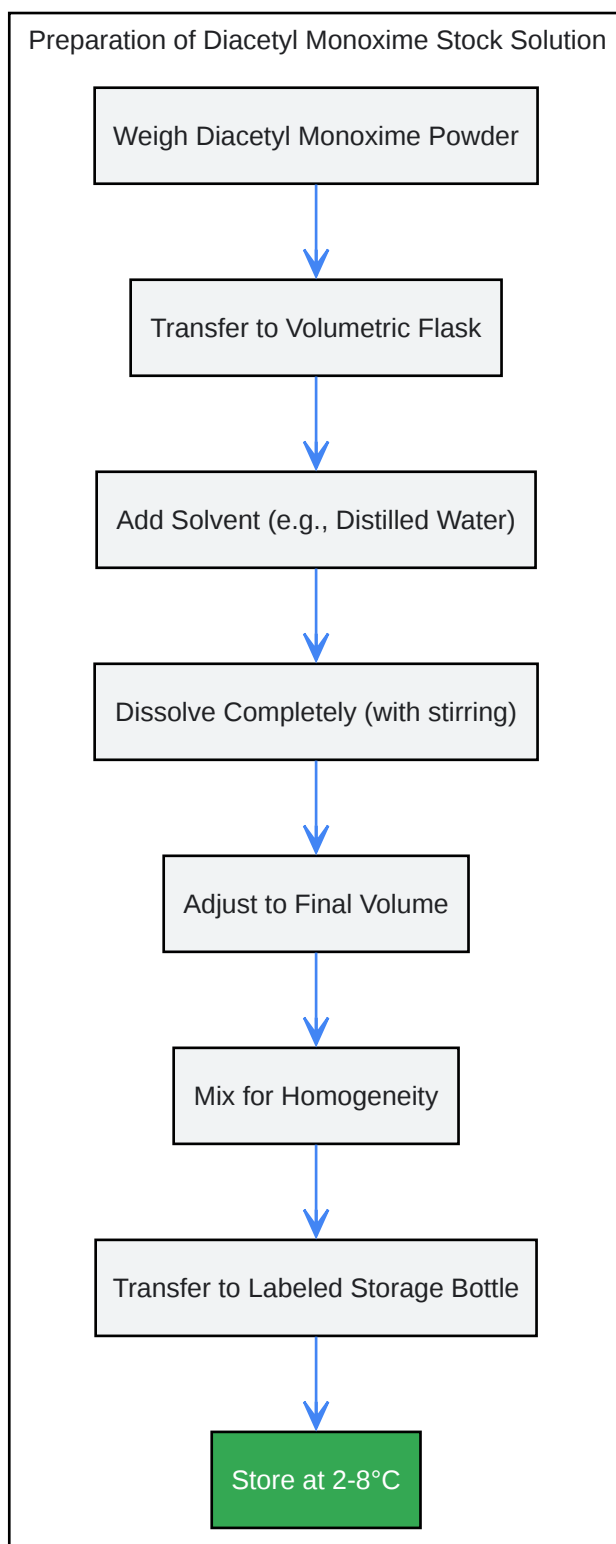 Preparation of Diacetyl Monoxime Stock Solution
Weigh Diacetyl Monoxime Powder
Transfer to Volumetric Flask
Add Solvent (e.g., Distilled Water)
Dissolve Completely (with stirring)
Adjust to Final Volume
Mix for Homogeneity
Transfer to Labeled Storage Bottle
Store at 2-8°C